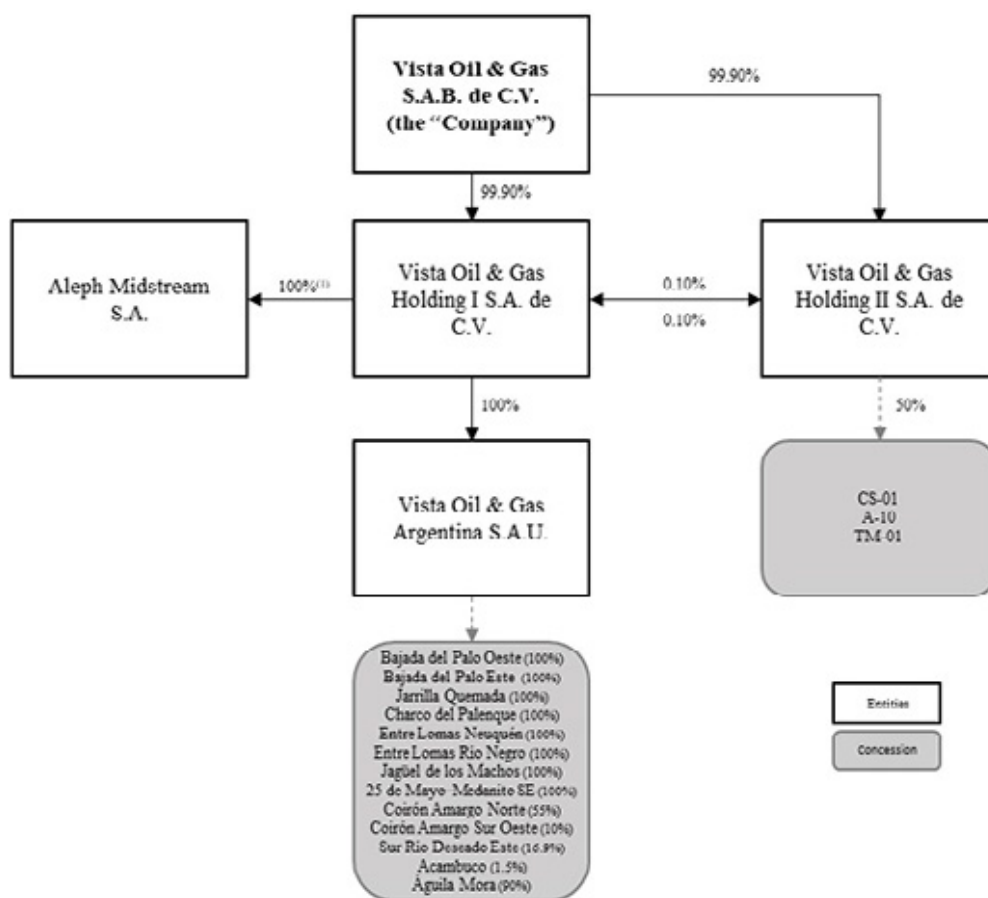 Vista Oil & Gas
S.A.B. de C.V.
(the “Company”)
99.90%
99.90%
Aleph Midstream
S.A.
100%(1)
Vista Oil & Gas
Holding I S.A. de
C.V.
0.10%
0.10%
Vista Oil & Gas
Holding II S.A. de
C.V.
100%
50%
Vista Oil & Gas
Argentina S.A.U.
CS-01
A-10
TM-01
Bajada del Palo Oeste (100%)
Bajada del Palo Este (100%)
Jarrilla Quemada (100%)
Charco del Palenque (100%)
Entre Lomas Neuquén (100%)
Entre Lomas Río Negro (100%)
Jagüel de los Machos (100%)
25 de Mayo-Medanito SE (100%)
Coirón Amargo Norte (55%)
Coirón Amargo Sur Oeste (10%)
Sur Río Deseado Este (16.9%)
Acambuco (1.5%)
Águila Mora (90%)
Entities
Concession